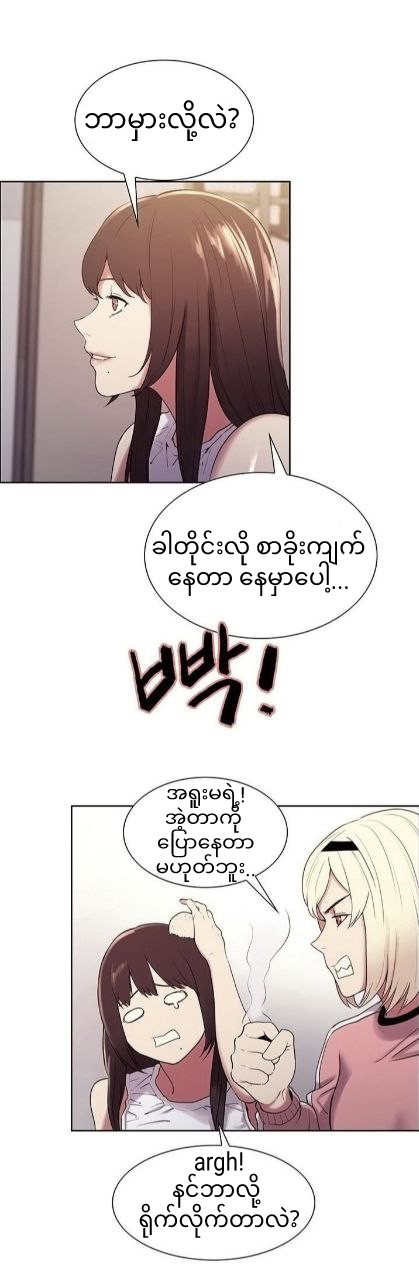 ဘာမှားလို့လဲ?
ခါတိုင်းလို စာခိုးကျက်
နေတာ နေမှာပေါ့...
빡!
အရူးမရဲ့!
အဲ့တာကို
ပြောနေတာ
မဟုတ်ဘူး..
argh!
နင်ဘာလို့
ရိုက်လိုက်တာလဲ?